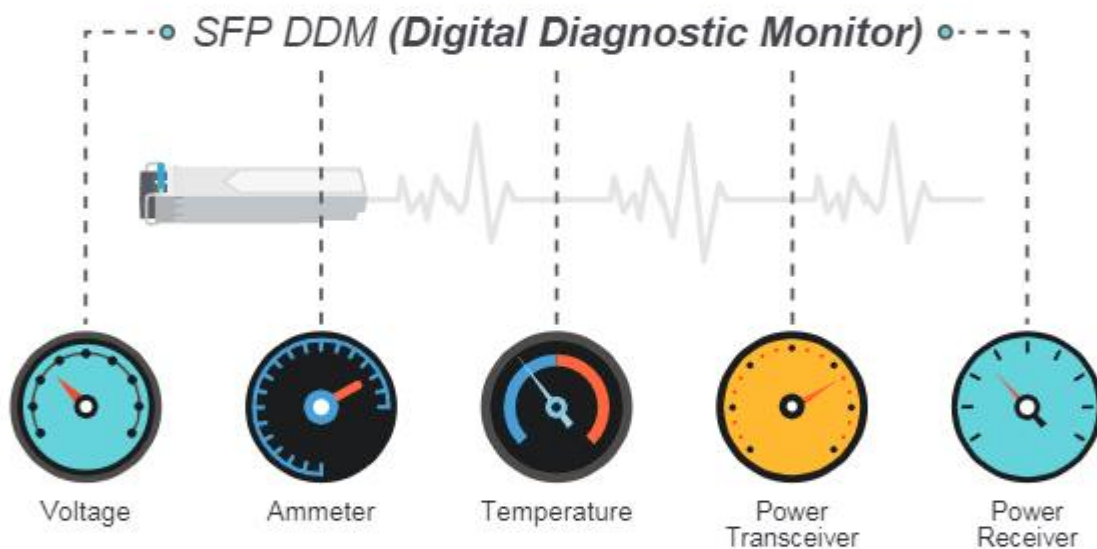 SFP DDM (Digital Diagnostic Monitor)
Voltage
Ammeter
Temperature
Power
Transceiver
Power
Receiver